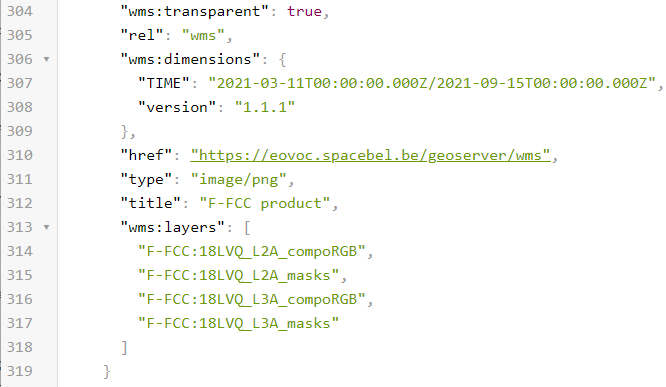 304 "wms:transparent": true,
305 "rel": "wms",
306 "wms:dimensions": {
307 "TIME": "2021-03-11T00:00:00.000Z/2021-09-15T00:00:00.000Z",
308 "version": "1.1.1"
309 },
310 "href": "https://eovoc.spacebel.be/geoserver/wms",
311 "type": "image/png",
312 "title": "F-FCC product",
313 "wms:layers": [
314 "F-FCC:18LVQ_L2A_compoRGB",
315 "F-FCC:18LVQ_L2A_masks",
316 "F-FCC:18LVQ_L3A_compoRGB",
317 "F-FCC:18LVQ_L3A_masks"
318 ]
319 }